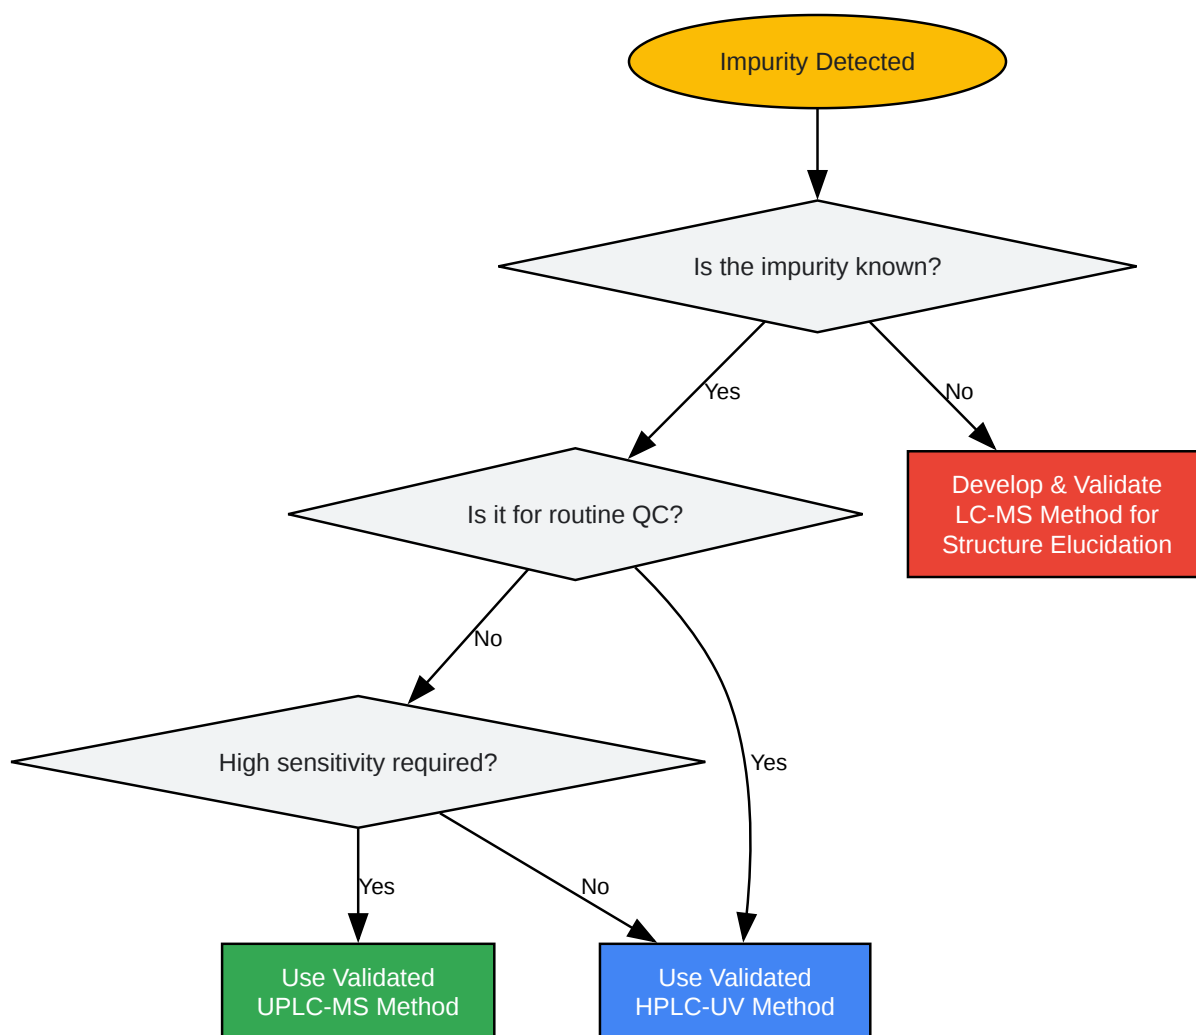 Impurity Detected
Is the impurity known?
Yes
No
Is it for routine QC?
Develop & Validate
LC-MS Method for
Structure Elucidation
No
Yes
High sensitivity required?
Yes
No
Use Validated
UPLC-MS Method
Use Validated
HPLC-UV Method